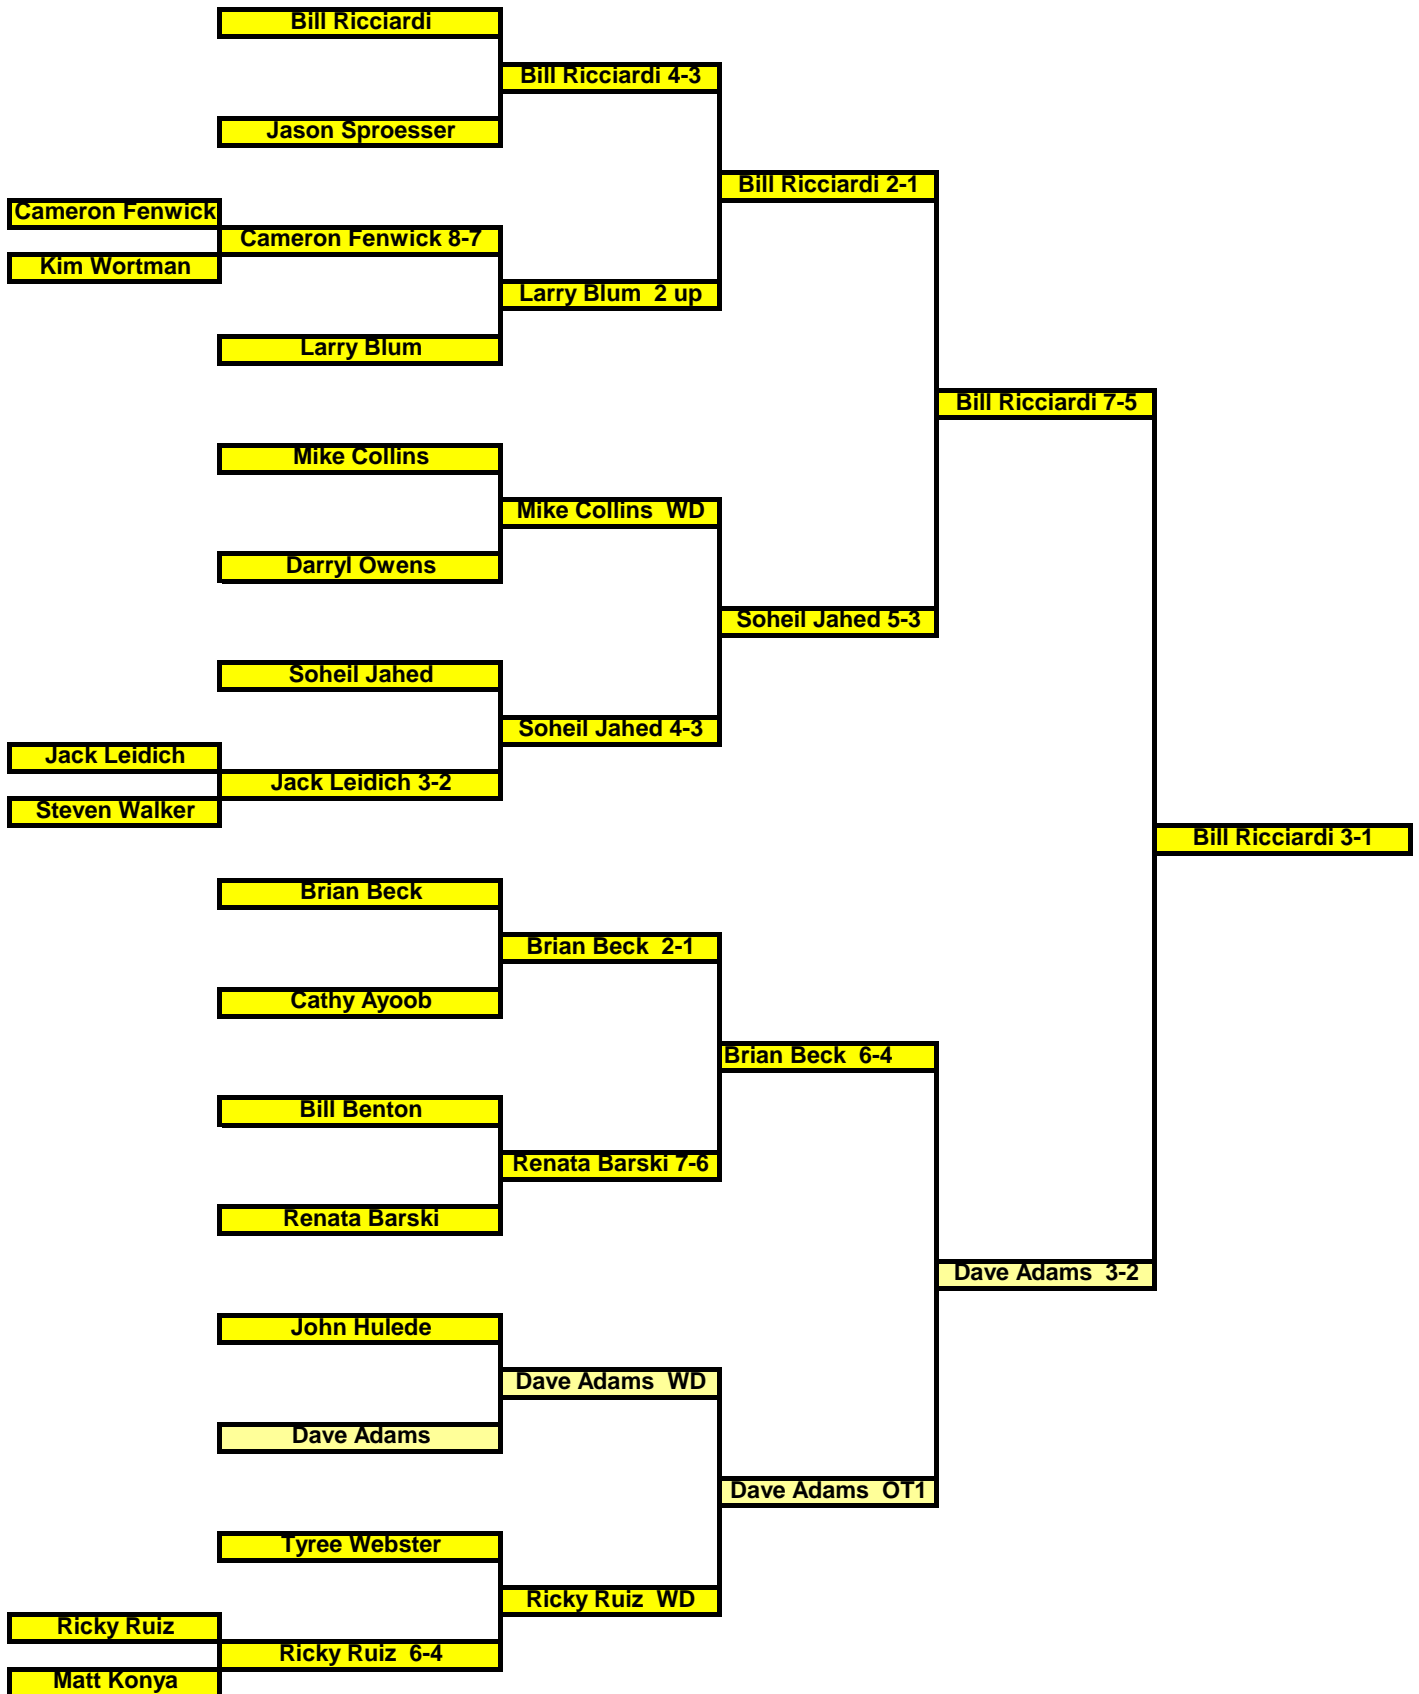 Bill Ricciardi
Bill Ricciardi 4-3
Jason Sproesser
Bill Ricciardi 2-1
Cameron Fenwick
Cameron Fenwick 8-7
Kim Wortman
Larry Blum  2 up
Larry Blum
Bill Ricciardi 7-5
Mike Collins
Mike Collins  WD
Darryl Owens
Soheil Jahed 5-3
Soheil Jahed
Soheil Jahed 4-3
Jack Leidich
Jack Leidich 3-2
Steven Walker
Bill Ricciardi 3-1
Brian Beck
Brian Beck  2-1
Cathy Ayoob
Brian Beck  6-4
Bill Benton
Renata Barski 7-6
Renata Barski
Dave Adams  3-2
John Hulede
Dave Adams  WD
Dave Adams
Dave Adams  OT1
Tyree Webster
Ricky Ruiz  WD
Ricky Ruiz
Ricky Ruiz  6-4
Matt Konya